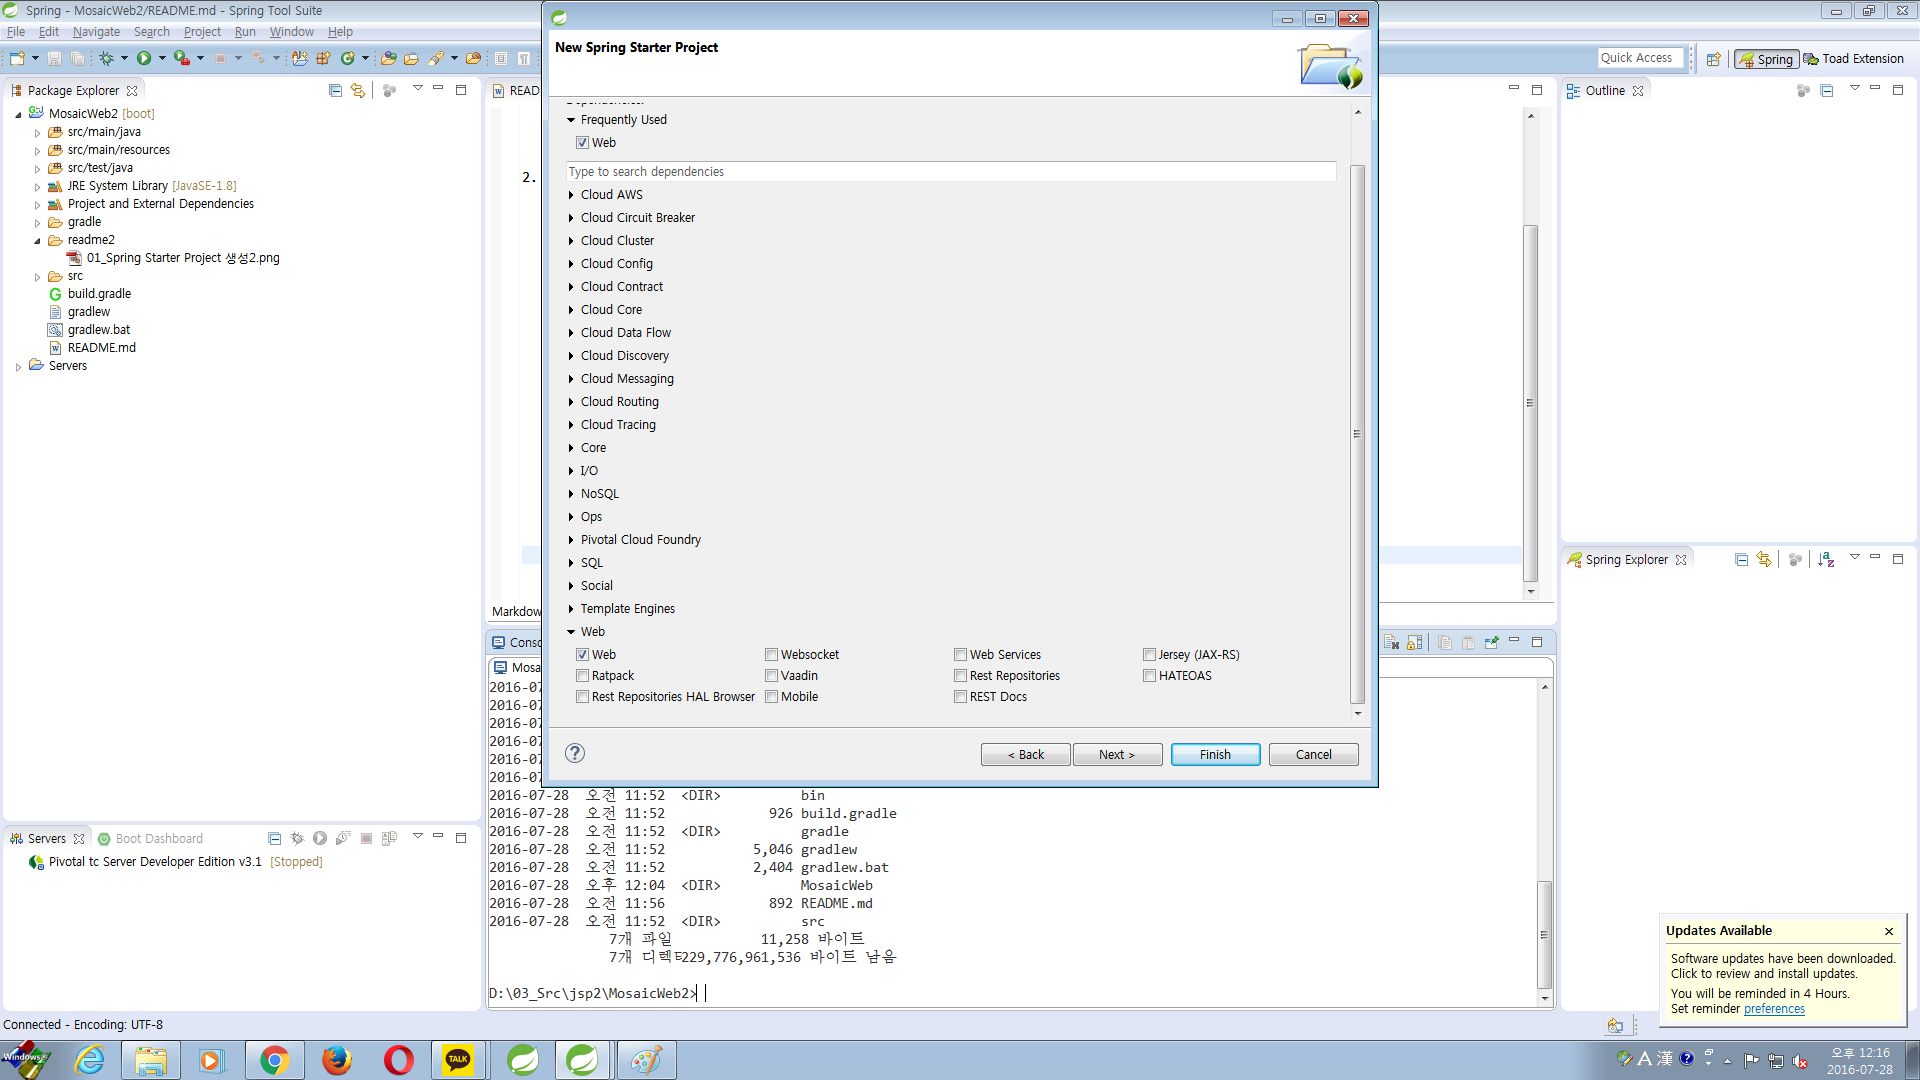 Spring - MosaicWeb2/README.md - Spring Tool Suite
File Edit Navigate Search Project Run Window Help
Quick Access
Spring
Toad Extension
Package Explorer
MosaicWeb2 [boot]
src/main/java
src/main/resources
src/test/java
JRE System Library [JavaSE-1.8]
Project and External Dependencies
gradle
readme2
01_Spring Starter Project 생성2.png
src
build.gradle
gradlew
gradlew.bat
README.md
Servers
Servers
Boot Dashboard
Pivotal tc Server Developer Edition v3.1 [Stopped]
READ
2.
Markdow
New Spring Starter Project
Dependencies:
Frequently Used
Web
Type to search dependencies
Cloud AWS
Cloud Circuit Breaker
Cloud Cluster
Cloud Config
Cloud Contract
Cloud Core
Cloud Data Flow
Cloud Discovery
Cloud Messaging
Cloud Routing
Cloud Tracing
Core
I/O
NoSQL
Ops
Pivotal Cloud Foundry
SQL
Social
Template Engines
Web
Web Websocket Web Services Jersey (JAX-RS)
Ratpack Vaadin Rest Repositories HATEOAS
Rest Repositories HAL Browser Mobile REST Docs
< Back
Next >
Finish
Cancel
Conso
Mosa
2016-07
2016-07
2016-07
2016-07
2016-07
2016-07
2016-07-28 오전 11:52 <DIR> bin
2016-07-28 오전 11:52 926 build.gradle
2016-07-28 오전 11:52 <DIR> gradle
2016-07-28 오전 11:52 5,046 gradlew
2016-07-28 오전 11:52 2,404 gradlew.bat
2016-07-28 오후 12:04 <DIR> MosaicWeb
2016-07-28 오전 11:56 892 README.md
2016-07-28 오전 11:52 <DIR> src
7개 파일 11,258 바이트
7개 디렉터 229,776,961,536 바이트 남음
D:\03_Src\jsp2\MosaicWeb2>
Outline
Spring Explorer
Updates Available
Software updates have been downloaded.
Click to review and install updates.
You will be reminded in 4 Hours.
Set reminder preferences
Connected - Encoding: UTF-8
Windows 7
TALK
A 漢
오후 12:16
2016-07-28